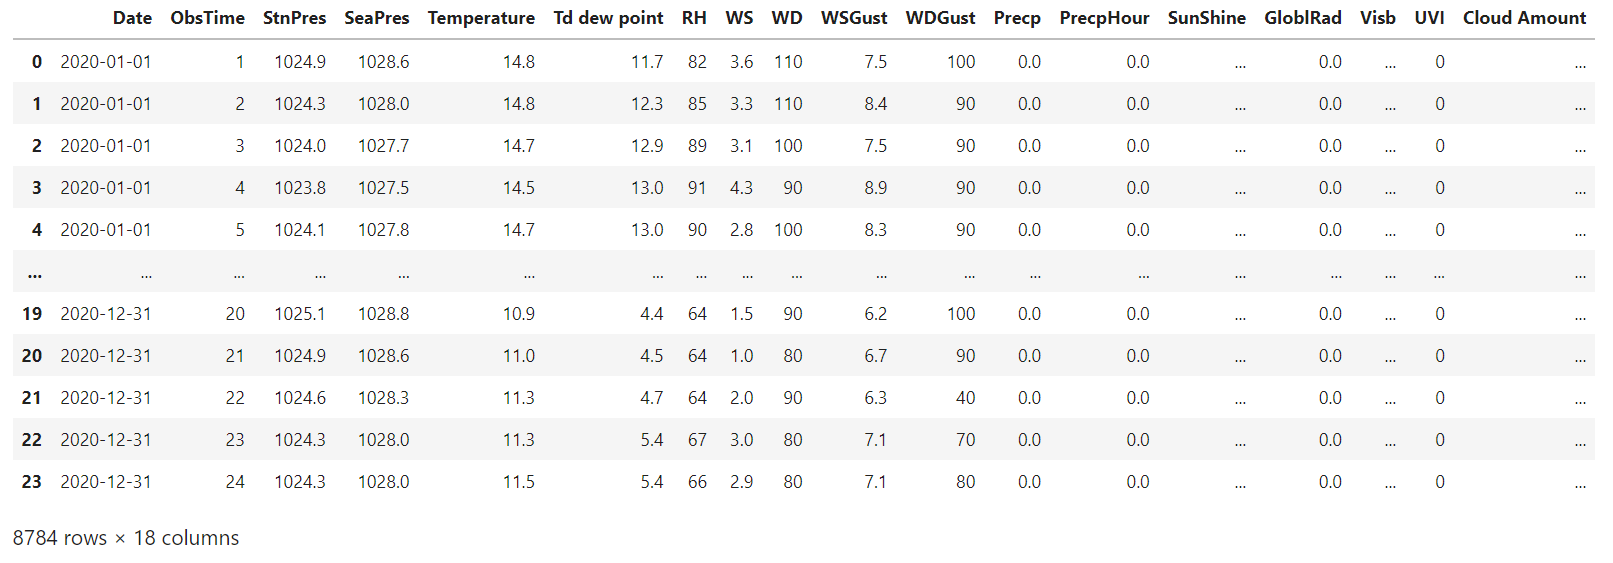 Date ObsTime StnPres SeaPres Temperature Td dew point RH WS WD WSGust WDGust Precp PrecpHour SunShine GloblRad Visb UVI Cloud Amount
0 2020-01-01 1 1024.9 1028.6 14.8 11.7 82 3.6 110 7.5 100 0.0 0.0 ... 0.0 ... 0 ...
1 2020-01-01 2 1024.3 1028.0 14.8 12.3 85 3.3 110 8.4 90 0.0 0.0 ... 0.0 ... 0 ...
2 2020-01-01 3 1024.0 1027.7 14.7 12.9 89 3.1 100 7.5 90 0.0 0.0 ... 0.0 ... 0 ...
3 2020-01-01 4 1023.8 1027.5 14.5 13.0 91 4.3 90 8.9 90 0.0 0.0 ... 0.0 ... 0 ...
4 2020-01-01 5 1024.1 1027.8 14.7 13.0 90 2.8 100 8.3 90 0.0 0.0 ... 0.0 ... 0 ...
... ... ... ... ... ... ... ... ... ... ... ... ... ... ... ... ... ... ...
19 2020-12-31 20 1025.1 1028.8 10.9 4.4 64 1.5 90 6.2 100 0.0 0.0 ... 0.0 ... 0 ...
20 2020-12-31 21 1024.9 1028.6 11.0 4.5 64 1.0 80 6.7 90 0.0 0.0 ... 0.0 ... 0 ...
21 2020-12-31 22 1024.6 1028.3 11.3 4.7 64 2.0 90 6.3 40 0.0 0.0 ... 0.0 ... 0 ...
22 2020-12-31 23 1024.3 1028.0 11.3 5.4 67 3.0 80 7.1 70 0.0 0.0 ... 0.0 ... 0 ...
23 2020-12-31 24 1024.3 1028.0 11.5 5.4 66 2.9 80 7.1 80 0.0 0.0 ... 0.0 ... 0 ...
8784 rows × 18 columns